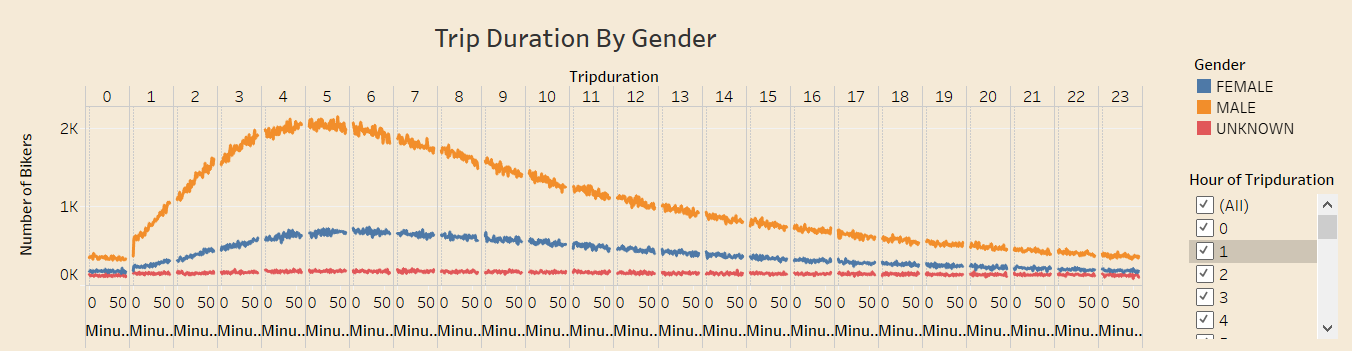 Trip Duration By Gender
Tripduration
0 1 2 3 4 5 6 7 8 9 10 11 12 13 14 15 16 17 18 19 20 21 22 23
Number of Bikers
2K
1K
0K
0 50 0 50 0 50 0 50 0 50 0 50 0 50 0 50 0 50 0 50 0 50 0 50 0 50 0 50 0 50 0 50 0 50 0 50 0 50 0 50 0 50 0 50 0 50 0 50
Minu.. Minu.. Minu.. Minu.. Minu.. Minu.. Minu.. Minu.. Minu.. Minu.. Minu.. Minu.. Minu.. Minu.. Minu.. Minu.. Minu.. Minu.. Minu.. Minu.. Minu.. Minu.. Minu.. Minu..
Gender
FEMALE
MALE
UNKNOWN
Hour of Tripduration
(All)
0
1
2
3
4